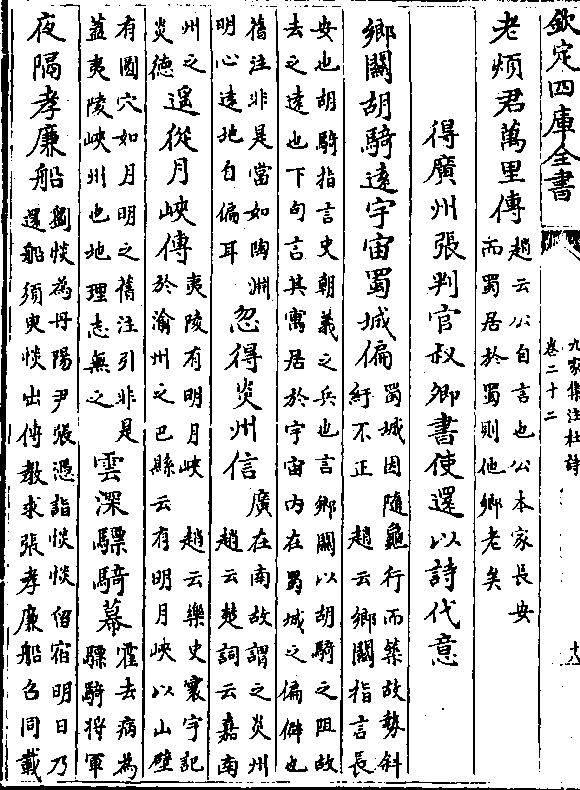 欽定四庫全書
九家集注杜詩
卷二十二
十八
老煩君萬里傳
趙云公自言也公本家長安
而蜀居於蜀則他鄉老矣
得廣州張判官叔卿書使還以詩代意
鄉關胡騎遠宇宙蜀城偏
蜀城因隨龜行而築故勢斜
紆不正 趙云鄉關指言長
安也胡騎指言史朝義之兵也言鄉關以胡騎之阻故
去之遠也下句言其寓居於宇宙内在蜀城之偏僻也
舊注非是當如陶淵
明心遠地自偏耳
忽得炎州信
廣在南故謂之炎州
趙云楚詞云嘉南
州之
炎德
遥從月峽傳
夷陵有明月峽 趙云樂史寰宇記
於渝州之巴縣云有明月峽以山壁
有圓穴如月明之舊注引非是
蓋夷陵峽州也地理志無之
雲深驃騎幕
霍去病為
驃騎將軍
夜隔孝廉船
劉惔為丹陽尹張憑詣惔惔留宿明日乃
還船須臾惔出傳教求張孝廉船召同載